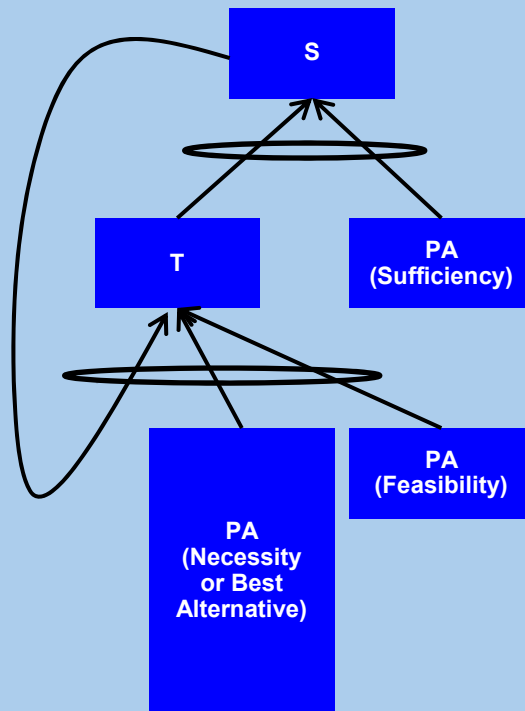 S
T
PA
(Sufficiency)
PA
(Necessity
or Best
Alternative)
PA
(Feasibility)